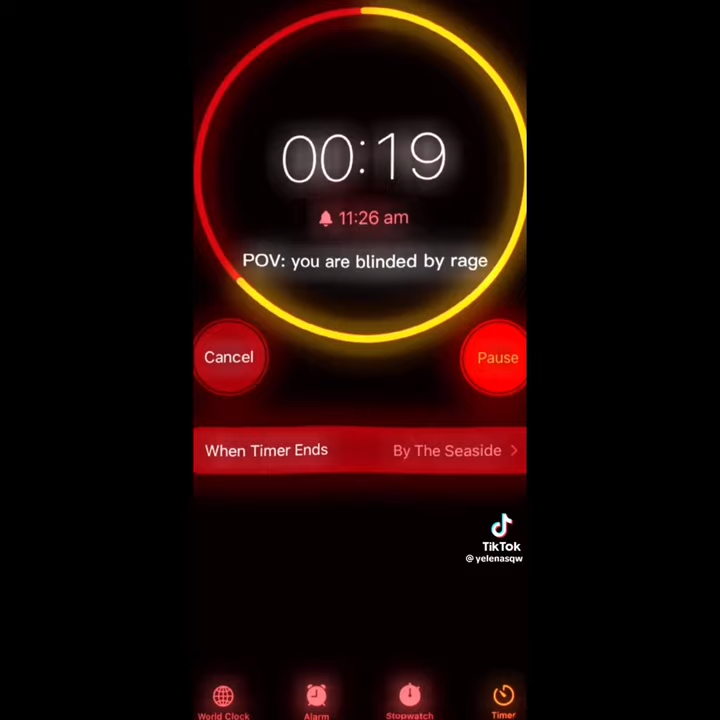 00:19
11:26 am
POV: you are blinded by rage
Cancel
Pause
When Timer Ends
By The Seaside
TikTok
@yelenasqw
World Clock
Alarm
Stopwatch
Timer